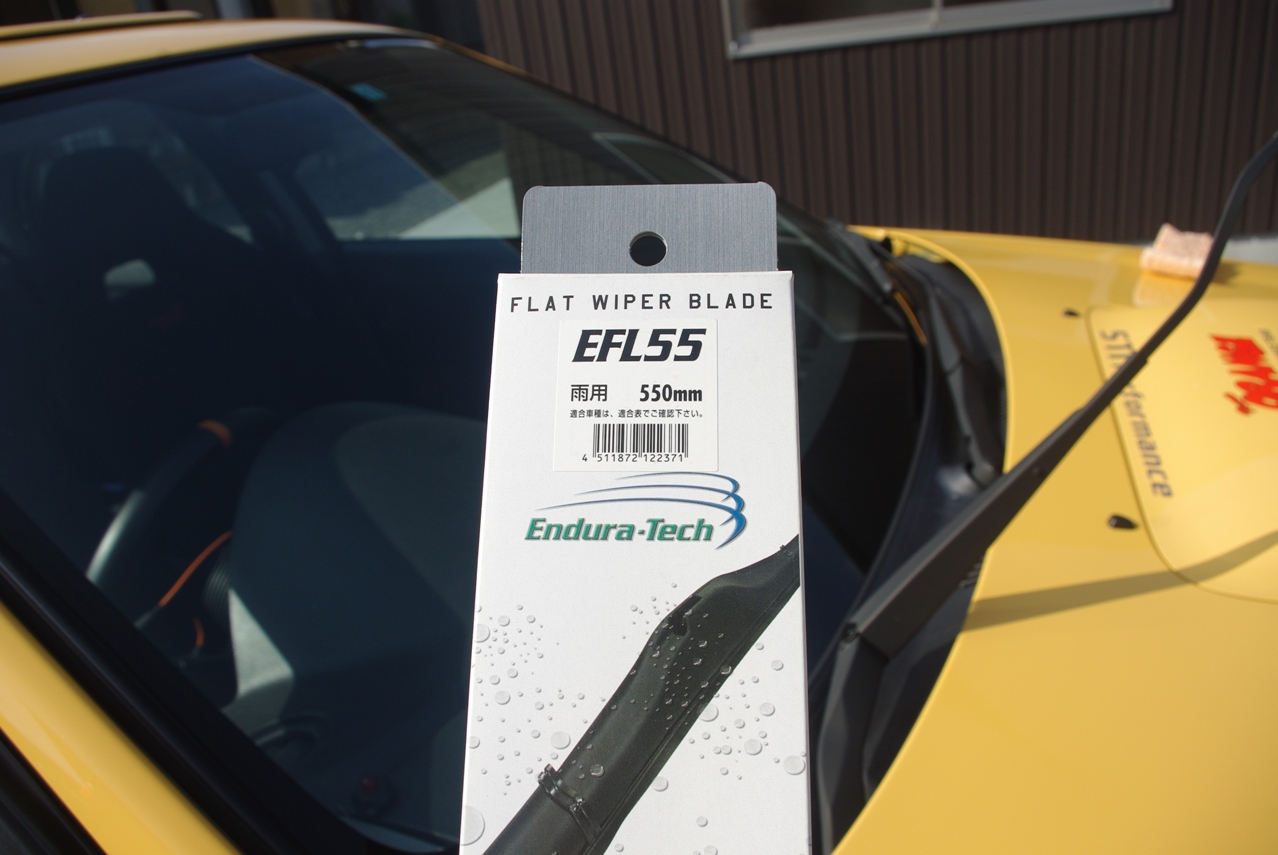 FLAT WIPER BLADE
EFL55
雨用 550mm
適合車種は、適合表でご確認下さい。
4 511872 122371
Endura-Tech